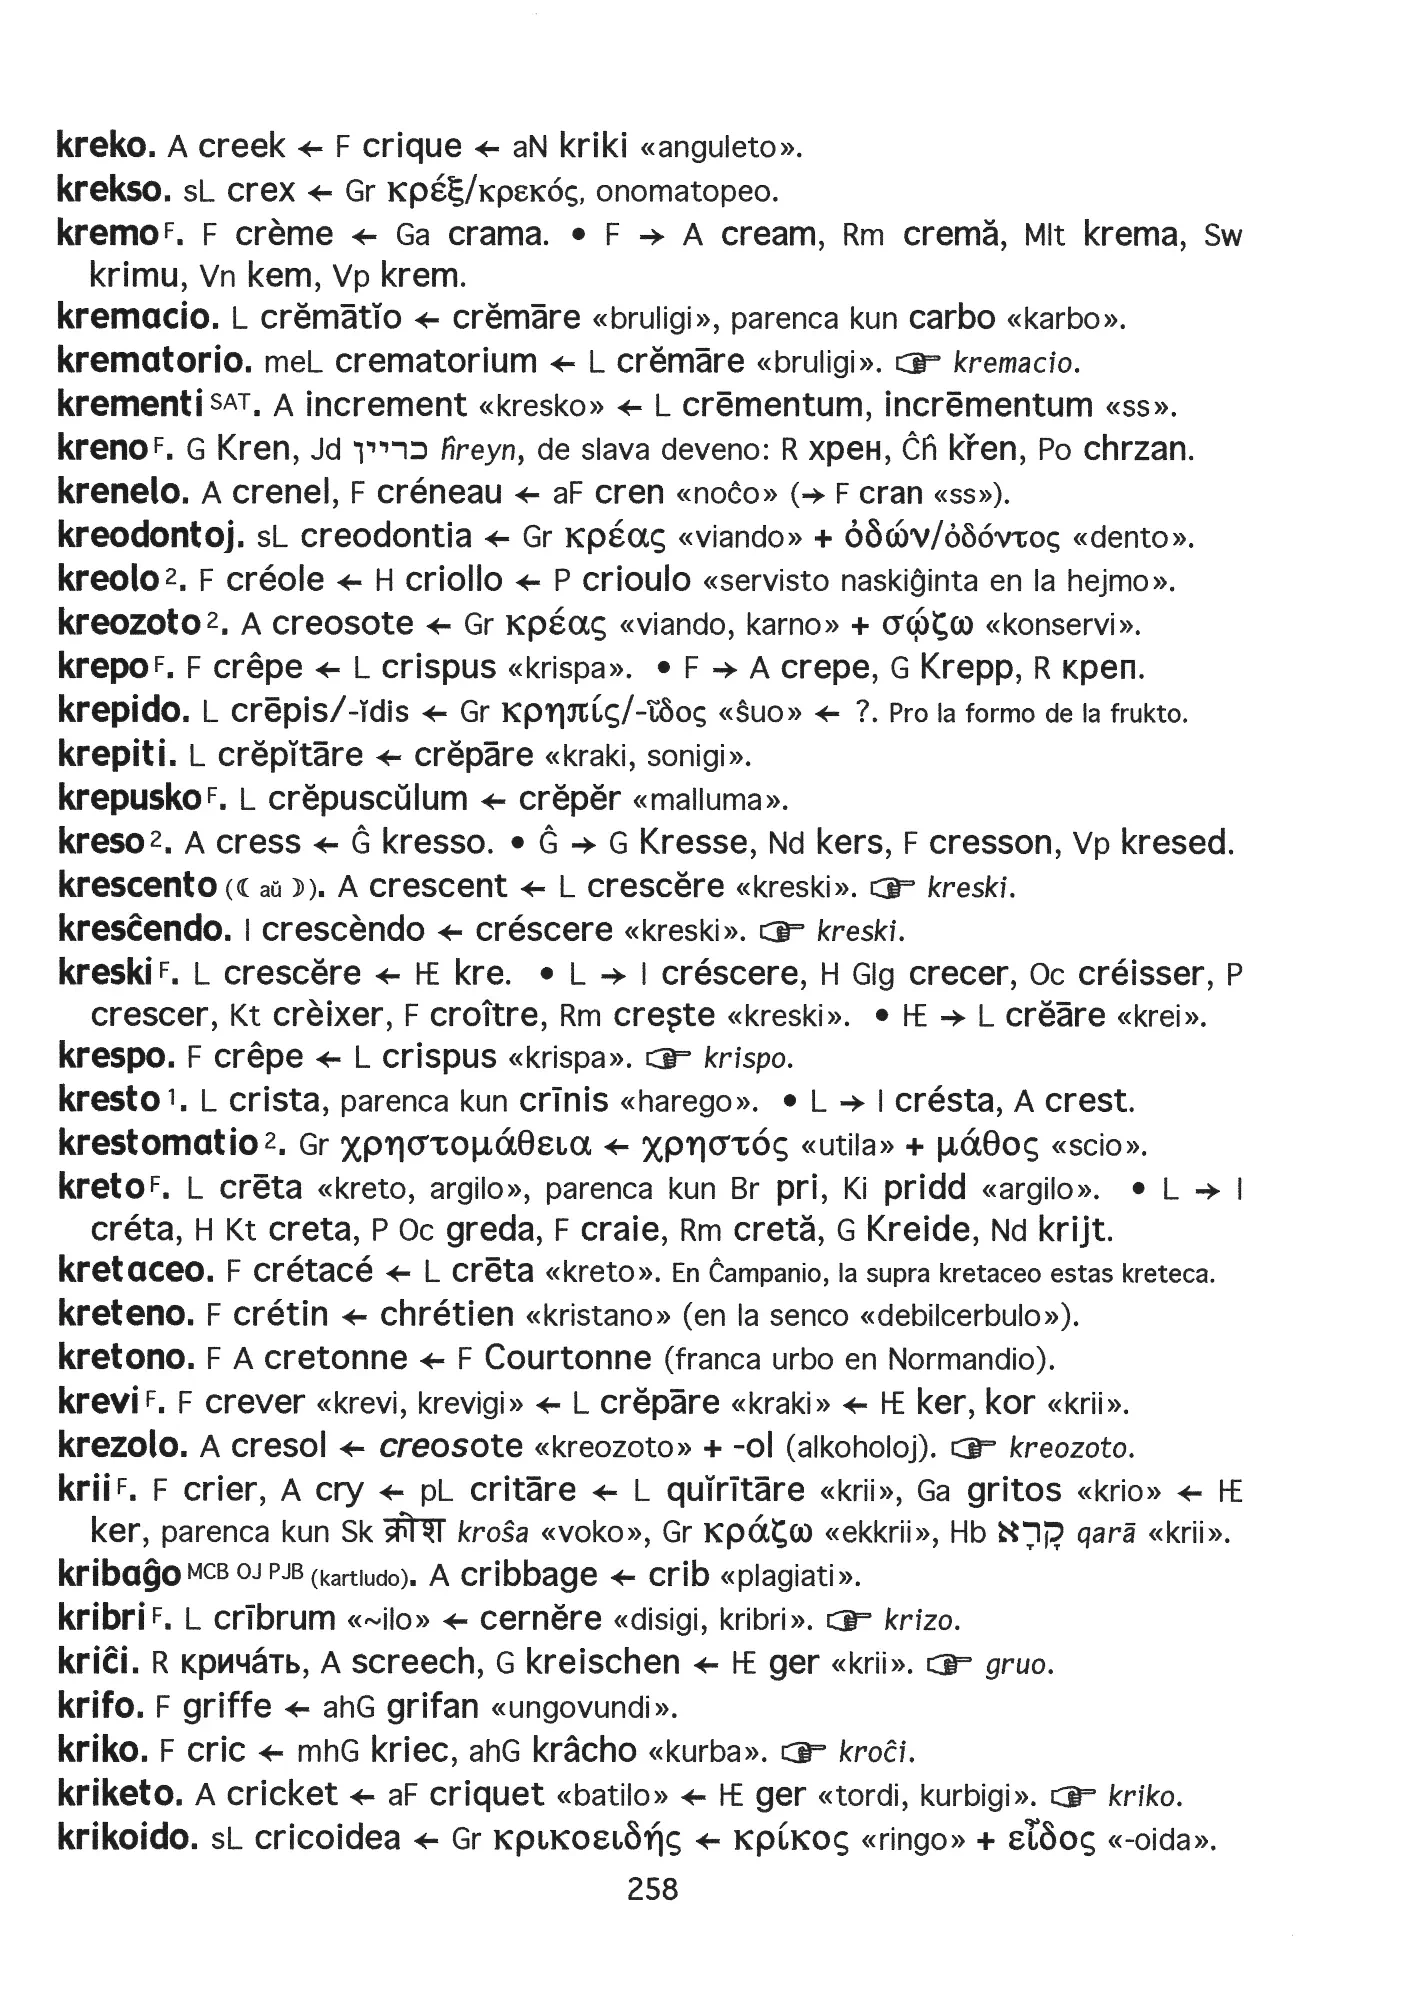 kreko. A creek ← F crique ← aN kriki «anguleto».
krekso. sL crex ← Gr κρέξ/κρεκός, onomatopeo.
kremo F. F crème ← Ga crama. • F → A cream, Rm cremă, Mlt krema, Sw
krimu, Vn kem, Vp krem.
kremacio. L crĕmātĭo ← crĕmāre «bruligi», parenca kun carbo «karbo».
krematorio. meL crematorium ← L crĕmāre «bruligi». ☞ kremacio.
krementi SAT. A increment «kresko» ← L crēmentum, incrēmentum «ss».
kreno F. G Kren, Jd כריין ĥreyn, de slava deveno: R хрен, Ĉĥ křen, Po chrzan.
krenelo. A crenel, F créneau ← aF cren «noĉo» (→ F cran «ss»).
kreodontoj. sL creodontia ← Gr κρέας «viando» + ὀδών/ὀδόντος «dento».
kreolo 2. F créole ← H criollo ← P crioulo «servisto naskiĝinta en la hejmo».
kreozoto 2. A creosote ← Gr κρέας «viando, karno» + σῴζω «konservi».
krepo F. F crêpe ← L crispus «krispa». • F → A crepe, G Krepp, R креп.
krepido. L crēpis/-ĭdis ← Gr κρηπίς/-ῖδος «ŝuo» ← ?. Pro la formo de la frukto.
krepiti. L crĕpĭtāre ← crĕpāre «kraki, sonigi».
krepusko F. L crĕpuscŭlum ← crĕpĕr «malluma».
kreso 2. A cress ← Ĝ kresso. • Ĝ → G Kresse, Nd kers, F cresson, Vp kresed.
krescento (☾ aŭ ☽). A crescent ← L crescĕre «kreski». ☞ kreski.
kresĉendo. I crescèndo ← créscere «kreski». ☞ kreski.
kreski F. L crescĕre ← HE kre. • L → I créscere, H Glg crecer, Oc créisser, P
crescer, Kt crèixer, F croître, Rm creşte «kreski». • HE → L crĕāre «krei».
krespo. F crêpe ← L crispus «krispa». ☞ krispo.
kresto 1. L crista, parenca kun crīnis «harego». • L → I crésta, A crest.
krestomatio 2. Gr χρηστομάθεια ← χρηστός «utila» + μάθος «scio».
kreto F. L crēta «kreto, argilo», parenca kun Br pri, Ki pridd «argilo». • L → I
créta, H Kt creta, P Oc greda, F craie, Rm cretă, G Kreide, Nd krijt.
kretaceo. F crétacé ← L crēta «kreto». En Ĉampanio, la supra kretaceo estas kreteca.
kreteno. F crétin ← chrétien «kristano» (en la senco «debilcerbulo»).
kretono. F A cretonne ← F Courtonne (franca urbo en Normandio).
krevi F. F crever «krevi, krevigi» ← L crĕpāre «kraki» ← HE ker, kor «krii».
krezolo. A cresol ← creosote «kreozoto» + -ol (alkoholoj). ☞ kreozoto.
krii F. F crier, A cry ← pL critāre ← L quĭrītāre «krii», Ga gritos «krio» ← HE
ker, parenca kun Sk क्रोश kroŝa «voko», Gr κράζω «ekkrii», Hb קָרָא qarā «krii».
kribaĝo MCB OJ PJB (kartludo). A cribbage ← crib «plagiati».
kribri F. L crībrum «~ilo» ← cernĕre «disigi, kribri». ☞ krizo.
kriĉi. R кричáть, A screech, G kreischen ← HE ger «krii». ☞ gruo.
krifo. F griffe ← ahG grifan «ungovundi».
kriko. F cric ← mhG kriec, ahG krâcho «kurba». ☞ kroĉi.
kriketo. A cricket ← aF criquet «batilo» ← HE ger «tordi, kurbigi». ☞ kriko.
krikoido. sL cricoidea ← Gr κρικοειδής ← κρίκος «ringo» + εἶδος «-oida».
258